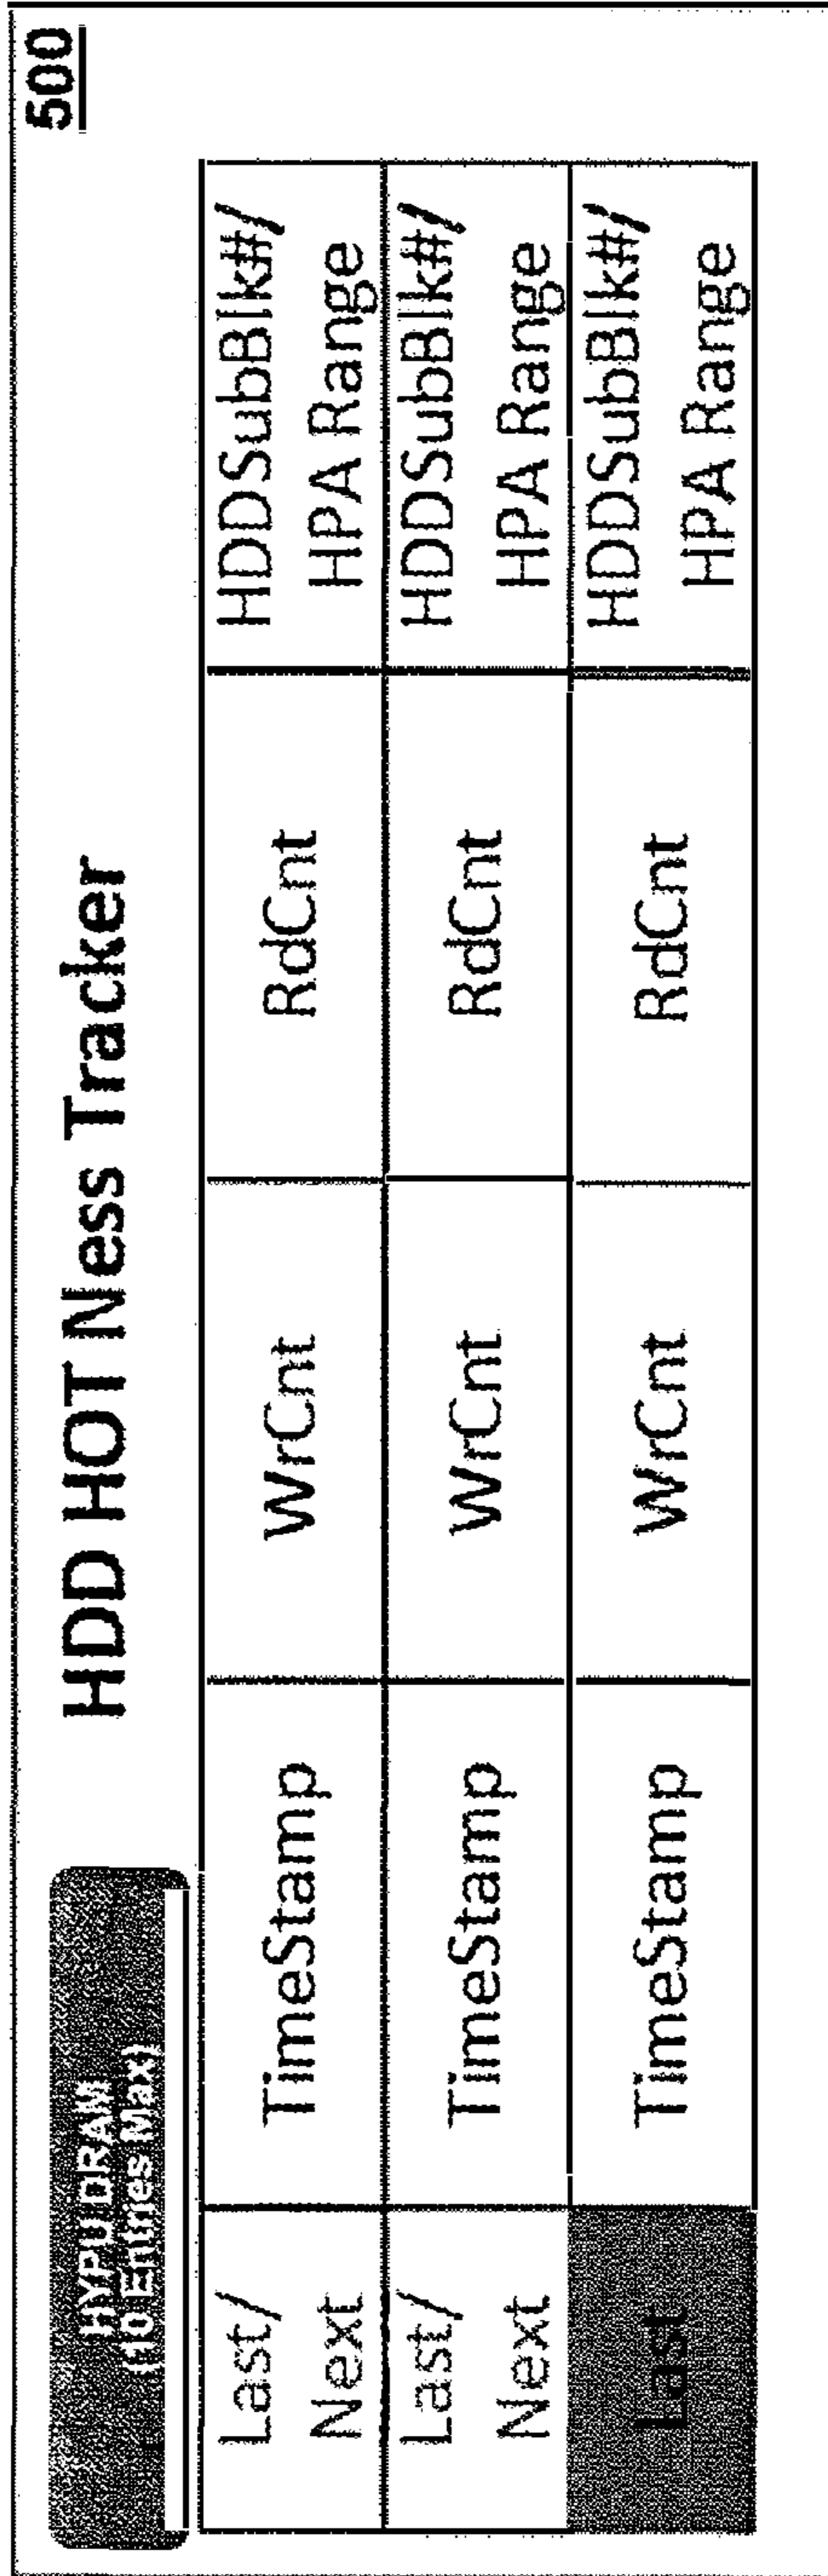 500
HDD HOT Ness Tracker
HYPU DRAM
Entries Max)
Last/
Next
TimeStamp
WrCnt
RdCnt
HDDSubBlk#/
HPA Range
Last/
Next
TimeStamp
WrCnt
RdCnt
HDDSubBlk#/
HPA Range
Last
TimeStamp
WrCnt
RdCnt
HDDSubBlk#/
HPA Range